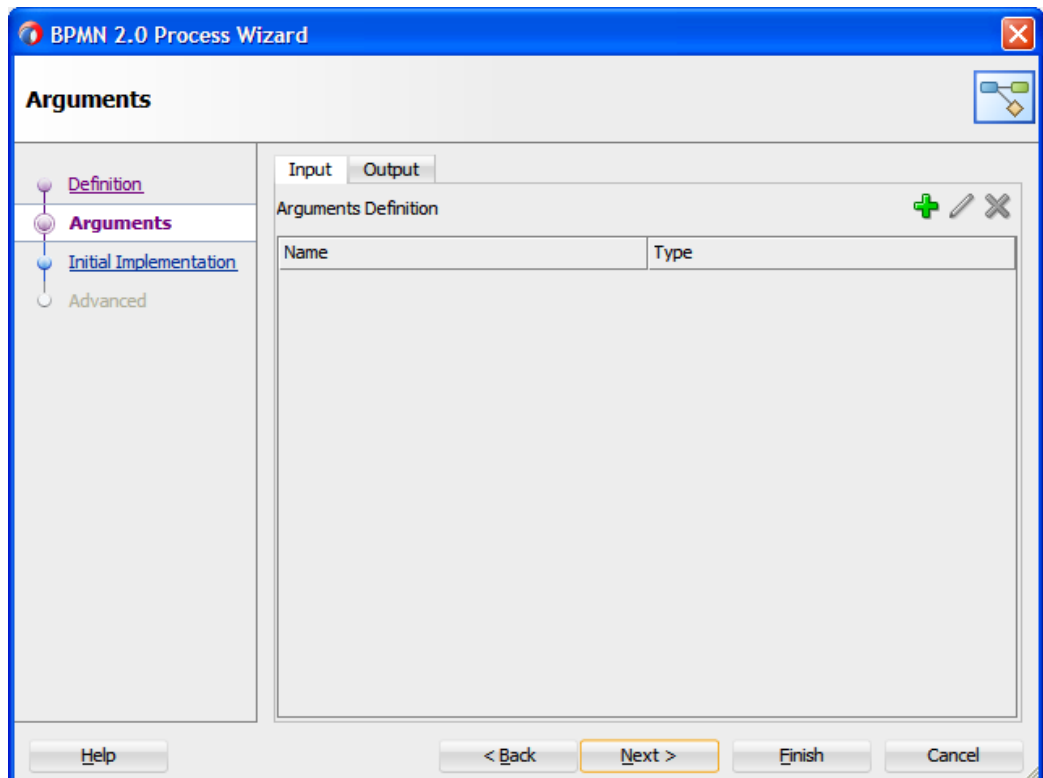 BPMN 2.0 Process Wizard
Arguments
Definition
Arguments
Initial Implementation
Advanced
Input Output
Arguments Definition
Name Type
Help < Back Next > Finish Cancel